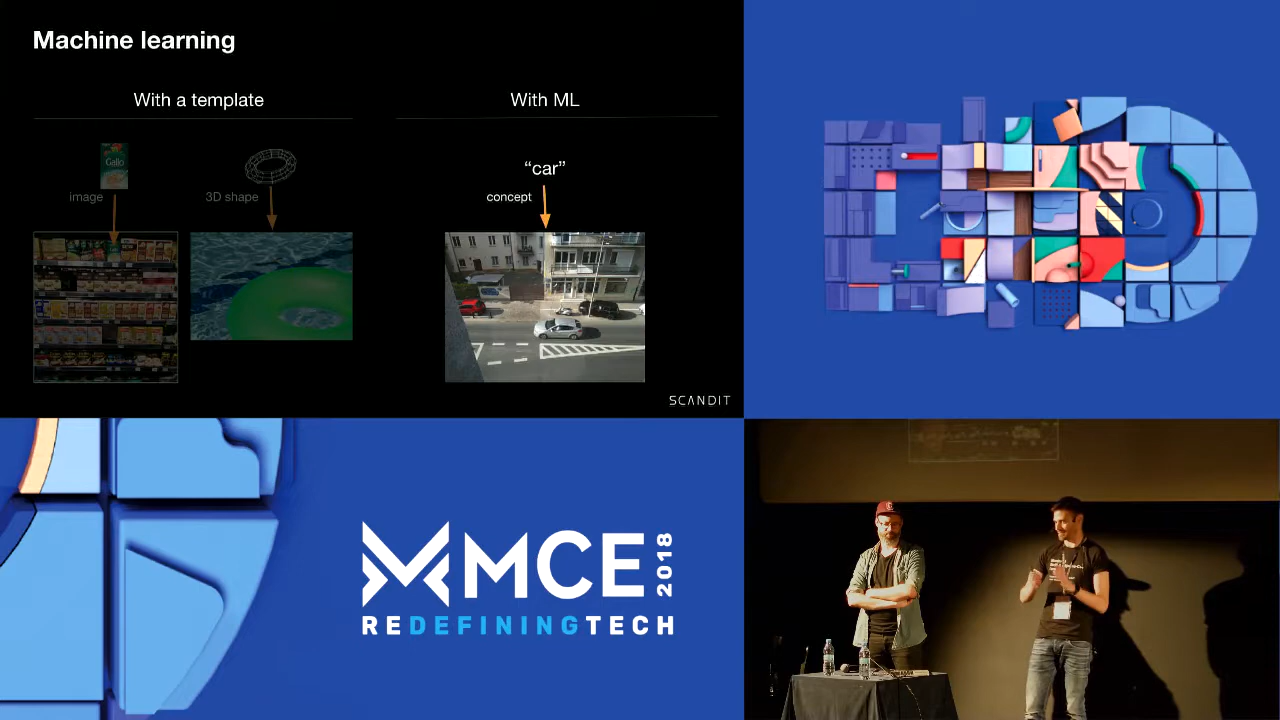 Machine learning
With a template
With ML
Gallo
"car"
image
3D shape
concept
SCANDIT
MCE 2018
REDEFININGTECH